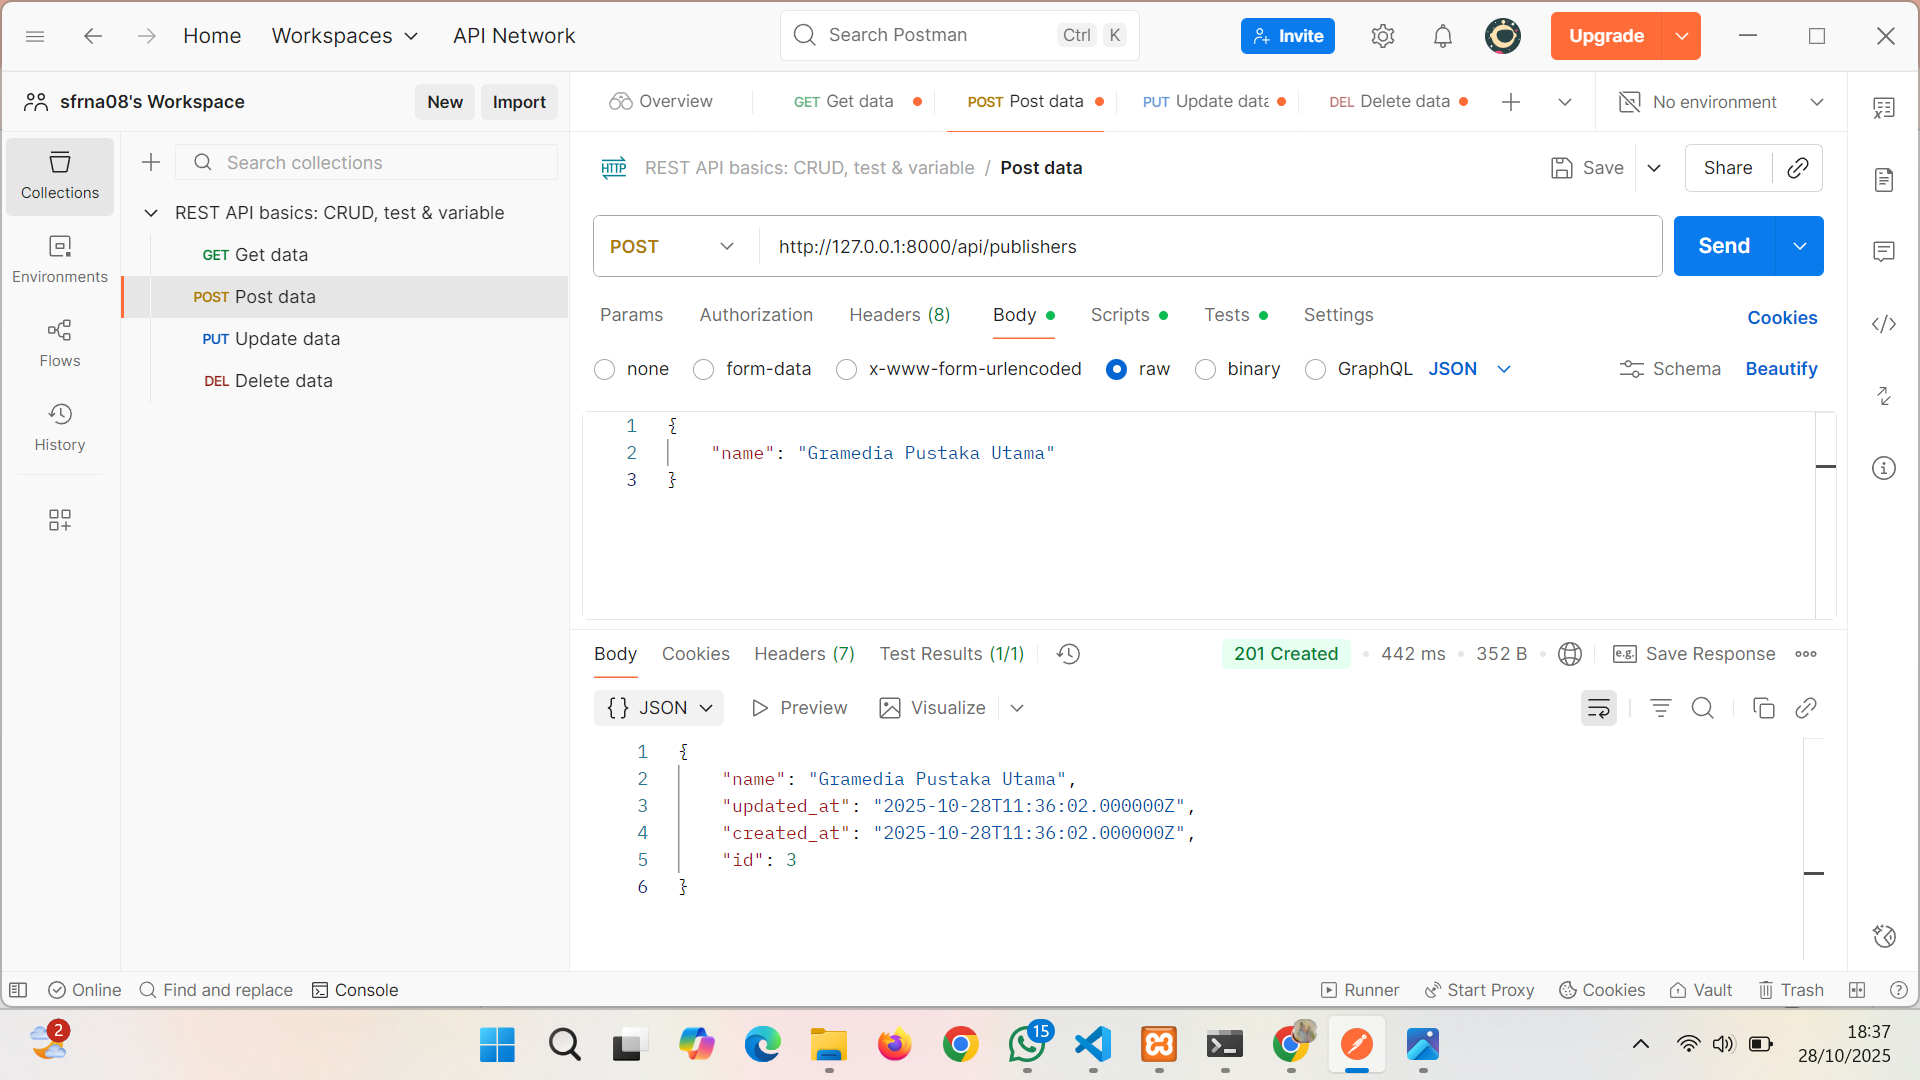 Home Workspaces API Network Search Postman Ctrl K Invite Upgrade
sfrna08's Workspace New Import Overview GET Get data POST Post data PUT Update data DEL Delete data No environment
Search collections
Collections
REST API basics: CRUD, test & variable / Post data Save Share
REST API basics: CRUD, test & variable
GET Get data
POST http://127.0.0.1:8000/api/publishers Send
Environments
POST Post data
Params Authorization Headers (8) Body Scripts Tests Settings Cookies
PUT Update data
Flows
none form-data x-www-form-urlencoded raw binary GraphQL JSON Schema Beautify
DEL Delete data
History
1 {
2 "name": "Gramedia Pustaka Utama"
3 }
Body Cookies Headers (7) Test Results (1/1) 201 Created 442 ms 352 B e.g. Save Response
{} JSON Preview Visualize
1 {
2 "name": "Gramedia Pustaka Utama",
3 "updated_at": "2025-10-28T11:36:02.000000Z",
4 "created_at": "2025-10-28T11:36:02.000000Z",
5 "id": 3
6 }
Online Find and replace Console Runner Start Proxy Cookies Vault Trash
2
15
18:37
28/10/2025